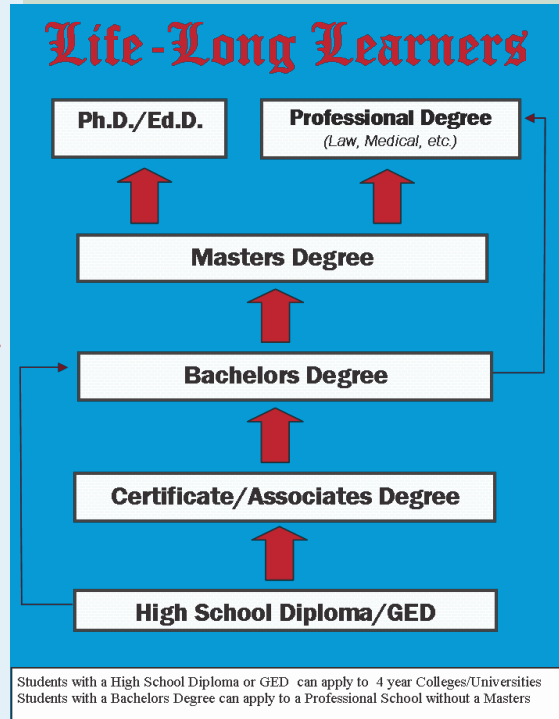 Life-Long Learners
Ph.D./Ed.D.
Professional Degree
(Law, Medical, etc.)
Masters Degree
Bachelors Degree
Certificate/Associates Degree
High School Diploma/GED
Students with a High School Diploma or GED can apply to 4 year Colleges/Universities
Students with a Bachelors Degree can apply to a Professional School without a Masters